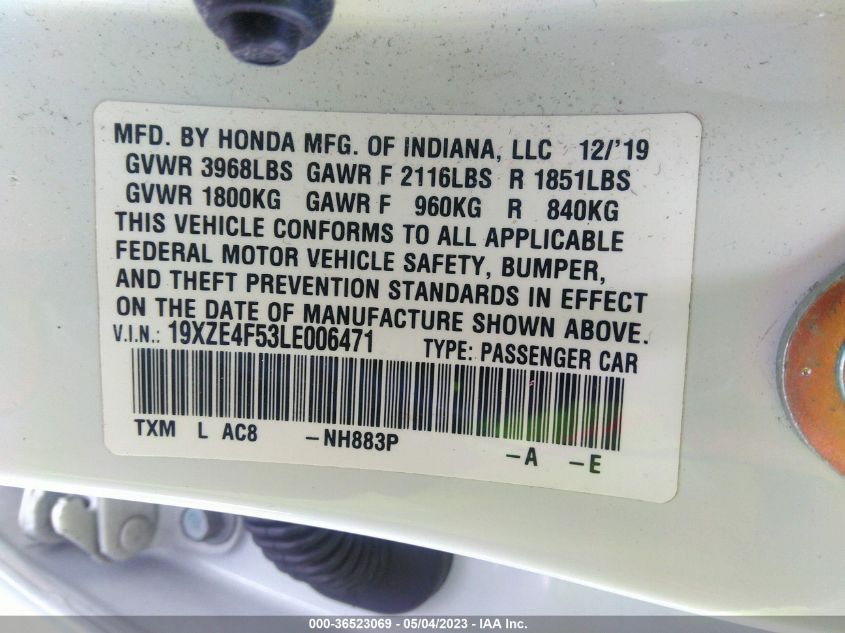 MFD. BY HONDA MFG. OF INDIANA, LLC 12/'19
GVWR 3968LBS GAWR F 2116LBS R 1851LBS
GVWR 1800KG GAWR F 960KG R 840KG
THIS VEHICLE CONFORMS TO ALL APPLICABLE
FEDERAL MOTOR VEHICLE SAFETY, BUMPER,
AND THEFT PREVENTION STANDARDS IN EFFECT
ON THE DATE OF MANUFACTURE SHOWN ABOVE.
V.I.N.: 19XZE4F53LE006471 TYPE: PASSENGER CAR
TXM L AC8 -NH883P -A -E
000-36523069 - 05/04/2023 - IAA Inc.